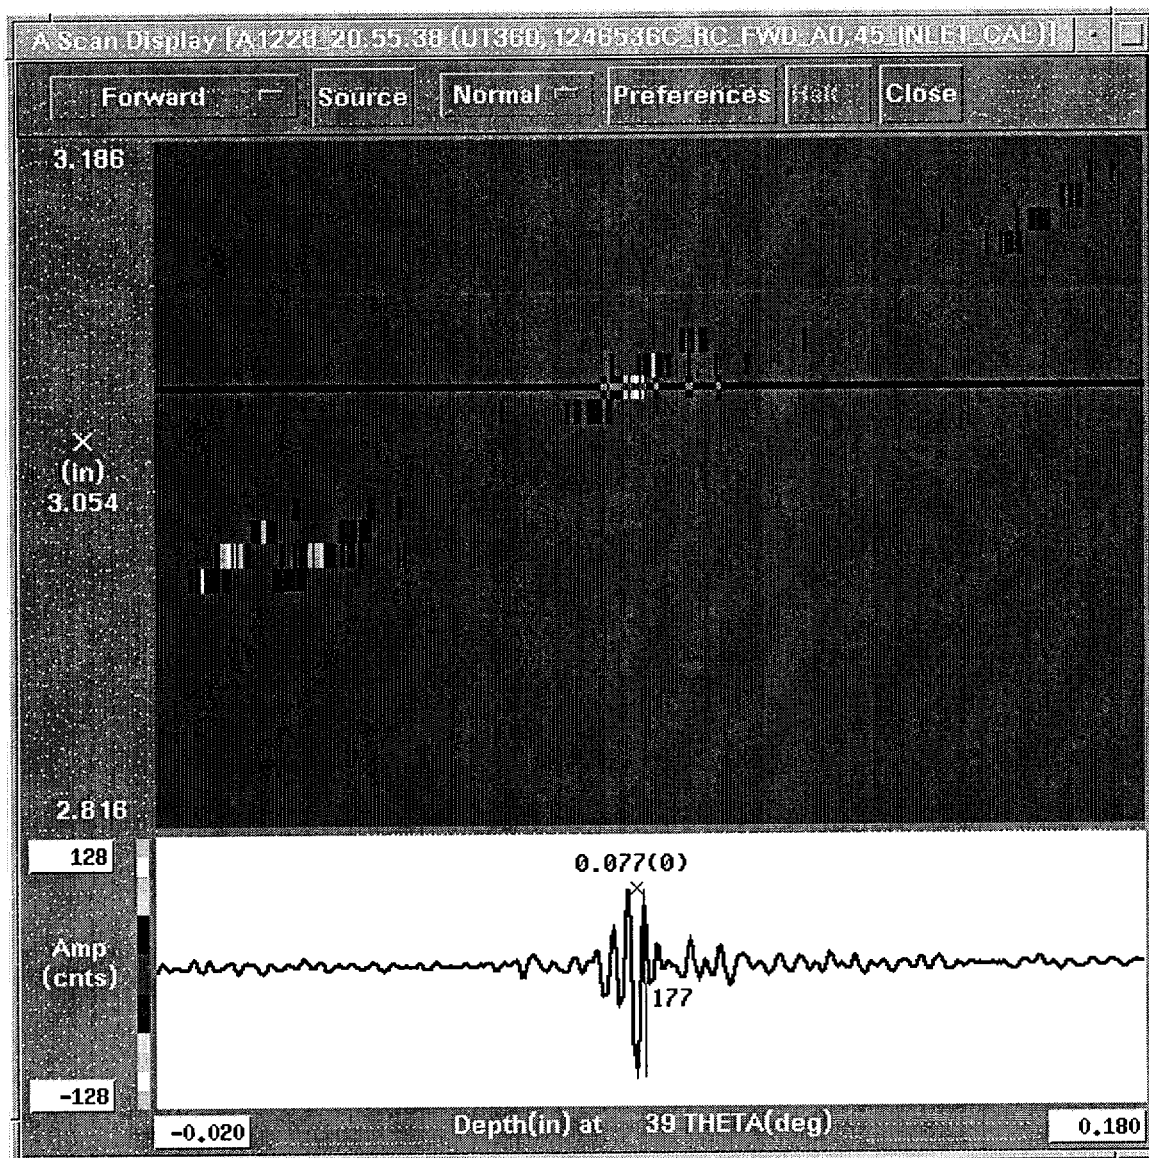 A Scan Display [A1228_20.55.38 (UT360, 1246536C_RC_FWD_A0,45_INLET_CAL)]
Forward Source Normal Preferences Halt Close
3.186
X
(in)
3.054
2.816
128
0.077(0)
Amp
(cnts)
177
-128
-0.020 Depth(in) at 39 THETA(deg) 0.180